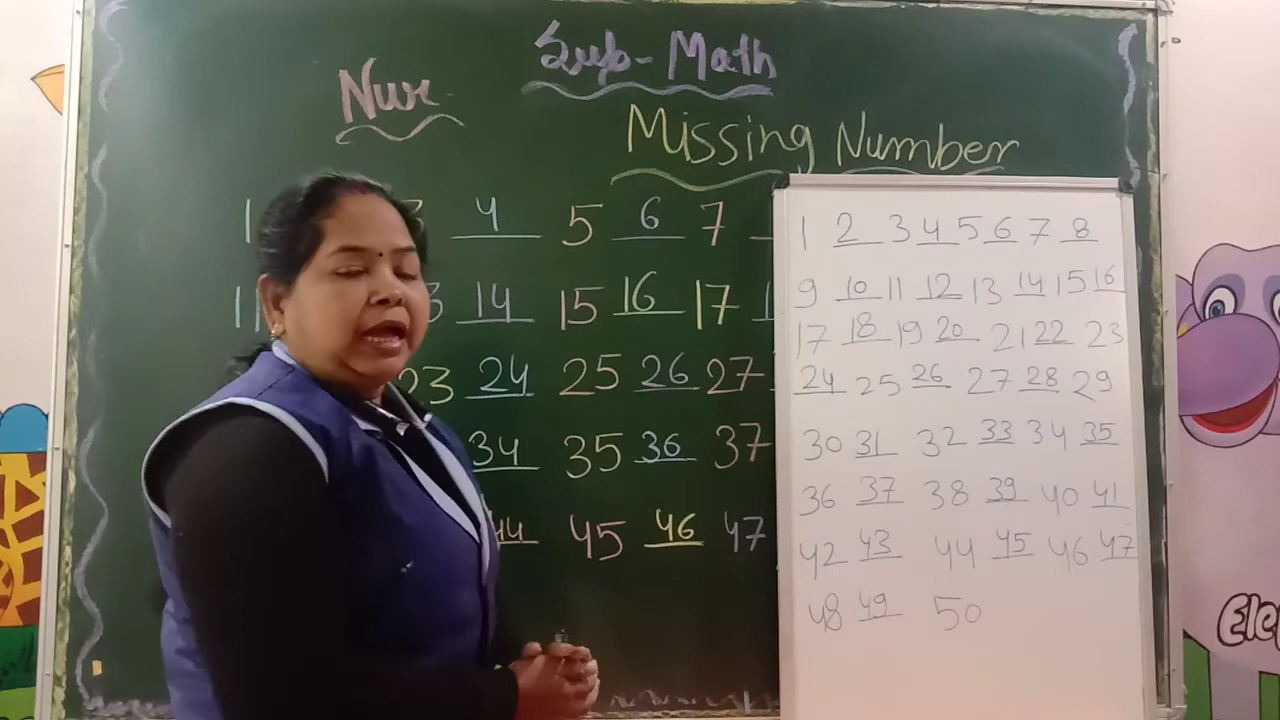 Sub- Math
Nur.
Missing Number
1 3 4 5 6 7
11 14 15 16 17
23 24 25 26 27
34 35 36 37
44 45 46 47
1 2 3 4 5 6 7 8
9 10 11 12 13 14 15 16
17 18 19 20 21 22 23
24 25 26 27 28 29
30 31 32 33 34 35
36 37 38 39 40 41
42 43 44 45 46 47
48 49 50